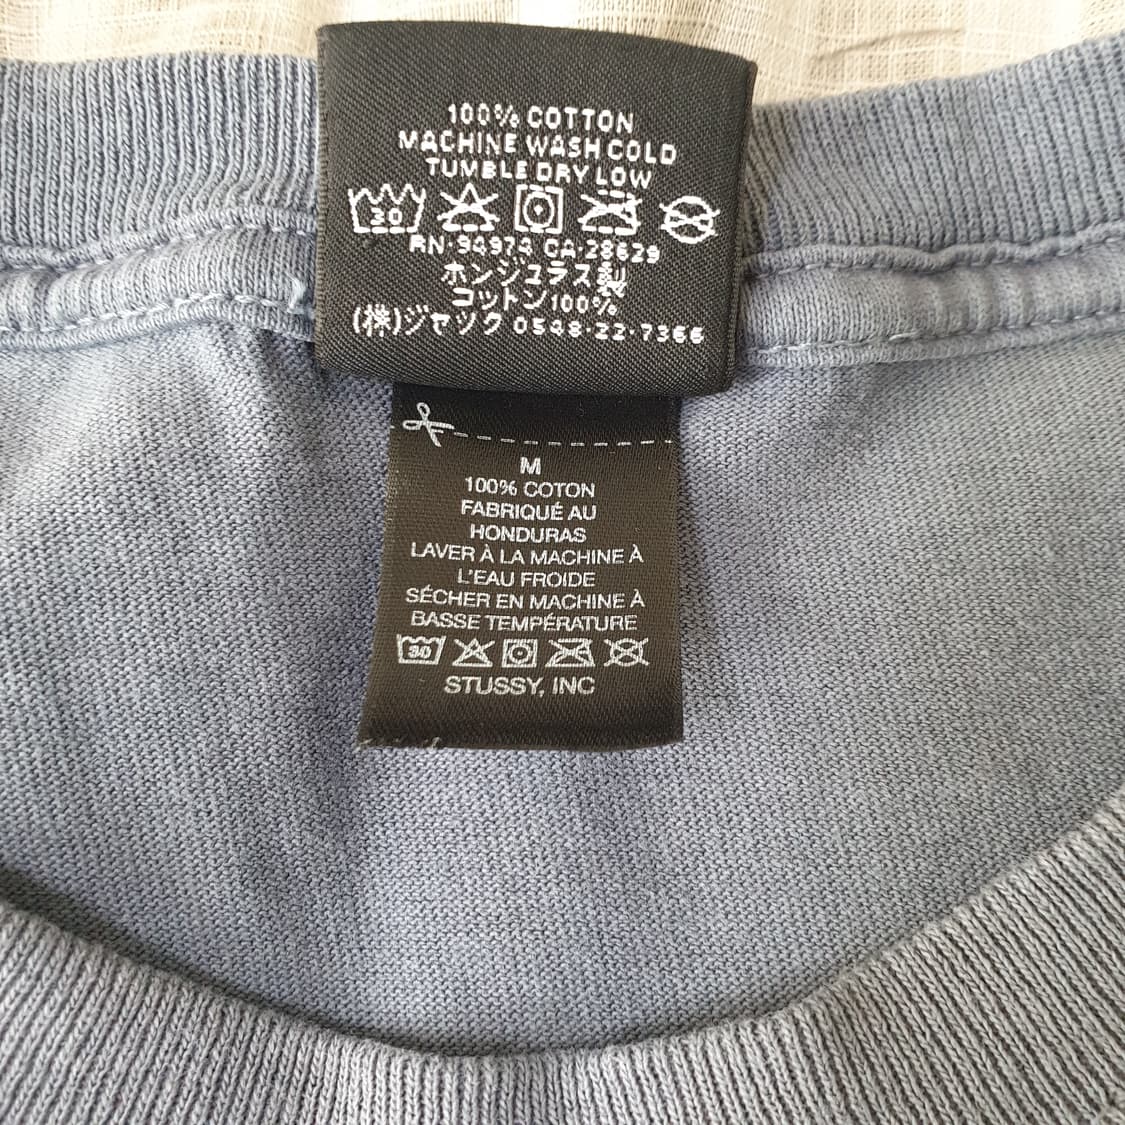 100% COTTON
MACHINE WASH COLD
TUMBLE DRY LOW
30
RN·94974 CA·28629
ホンジュラス製
コットン100%
(株)ジャック 0548·22·7366
M
100% COTON
FABRIQUÉ AU
HONDURAS
LAVER À LA MACHINE À
L'EAU FROIDE
SÉCHER EN MACHINE À
BASSE TEMPÉRATURE
30
STUSSY, INC